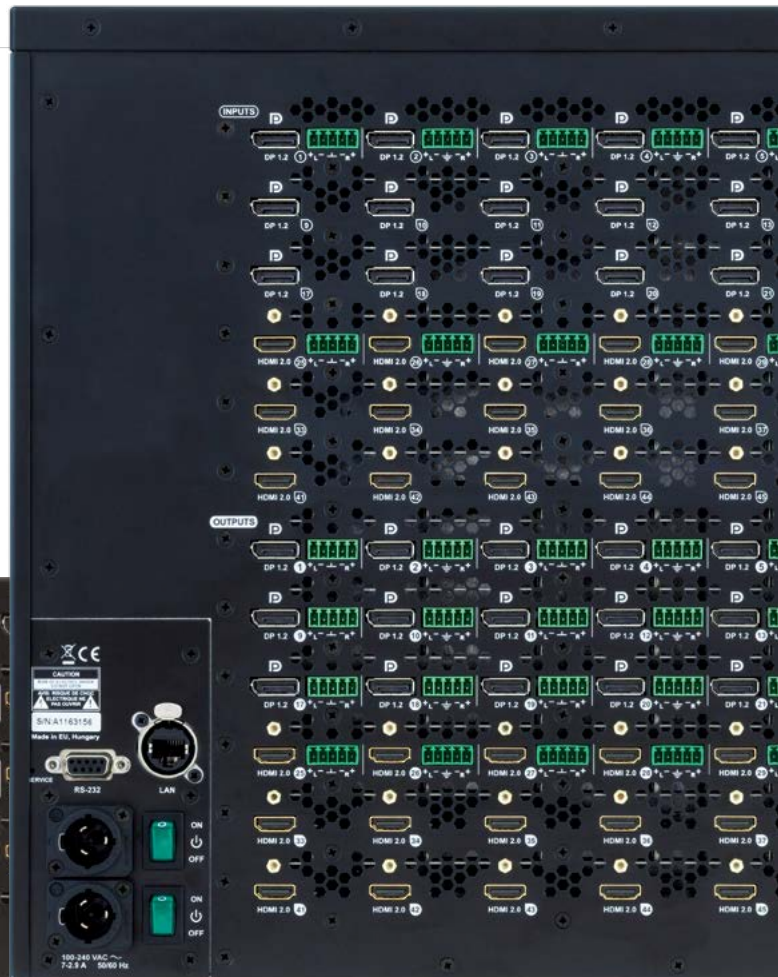 INPUTS
DP 1.2 1 +L- -R+ DP 1.2 2 +L- -R+ DP 1.2 3 +L- -R+ DP 1.2 4 +L- -R+ DP 1.2 5
DP 1.2 9 DP 1.2 10 DP 1.2 11 DP 1.2 12 DP 1.2 13
DP 1.2 17 DP 1.2 18 DP 1.2 19 DP 1.2 20 DP 1.2 21
HDMI 2.0 25 +L- -R+ HDMI 2.0 26 +L- -R+ HDMI 2.0 27 +L- -R+ HDMI 2.0 28 +L- -R+ HDMI 2.0 29
HDMI 2.0 33 HDMI 2.0 34 HDMI 2.0 35 HDMI 2.0 36 HDMI 2.0 37
HDMI 2.0 41 HDMI 2.0 42 HDMI 2.0 43 HDMI 2.0 44 HDMI 2.0 45
OUTPUTS
DP 1.2 1 +L- -R+ DP 1.2 2 +L- -R+ DP 1.2 3 +L- -R+ DP 1.2 4 +L- -R+ DP 1.2 5
DP 1.2 9 +L- -R+ DP 1.2 10 +L- -R+ DP 1.2 11 +L- -R+ DP 1.2 12 +L- -R+ DP 1.2 13
DP 1.2 17 +L- -R+ DP 1.2 18 +L- -R+ DP 1.2 19 +L- -R+ DP 1.2 20 +L- -R+ DP 1.2 21
HDMI 2.0 25 +L- -R+ HDMI 2.0 26 +L- -R+ HDMI 2.0 27 +L- -R+ HDMI 2.0 28 +L- -R+ HDMI 2.0 29
HDMI 2.0 33 HDMI 2.0 34 HDMI 2.0 35 HDMI 2.0 36 HDMI 2.0 37
HDMI 2.0 41 HDMI 2.0 42 HDMI 2.0 43 HDMI 2.0 44 HDMI 2.0 45
CE
CAUTION
AVIS: RISQUE DE CHOC
ELECTRIQUE NE
PAS OUVRIR
S/N:A1163156
Made in EU, Hungary
SERVICE
RS-232
LAN
ON
OFF
ON
OFF
100-240 VAC ~
7-2.9 A 50/60 Hz